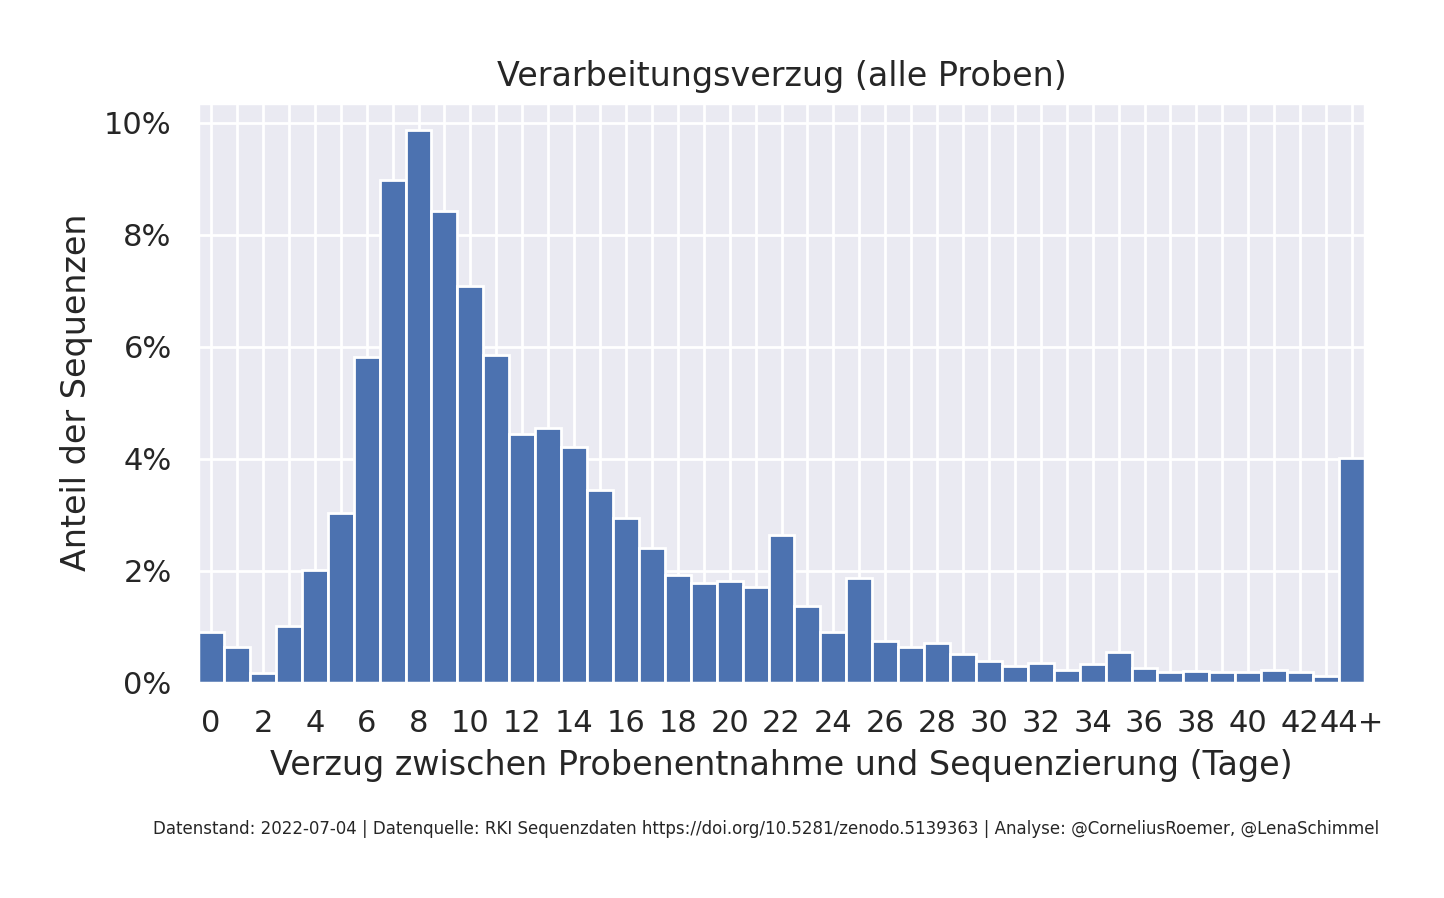 Verarbeitungsverzug (alle Proben)
Anteil der Sequenzen
10%
8%
6%
4%
2%
0%
0 2 4 6 8 10 12 14 16 18 20 22 24 26 28 30 32 34 36 38 40 42 44+
Verzug zwischen Probenentnahme und Sequenzierung (Tage)
Datenstand: 2022-07-04 | Datenquelle: RKI Sequenzdaten https://doi.org/10.5281/zenodo.5139363 | Analyse: @CorneliusRoemer, @LenaSchimmel